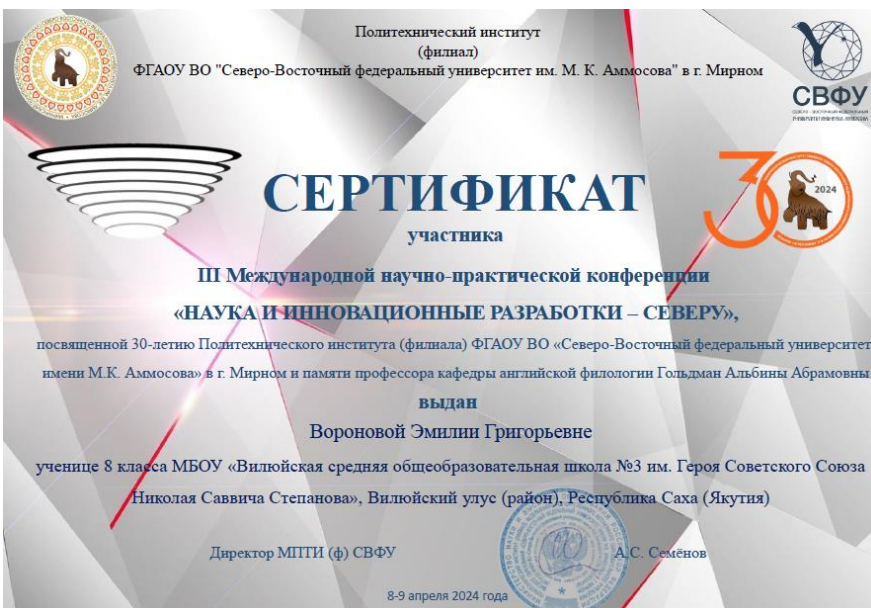 Политехнический институт
(филиал)
ФГАОУ ВО "Северо-Восточный федеральный университет им. М. К. Аммосова" в г. Мирном
СВФУ
СЕРТИФИКАТ
30
2024
участника
III Международной научно-практической конференции
«НАУКА И ИННОВАЦИОННЫЕ РАЗРАБОТКИ – СЕВЕРУ»,
посвященной 30-летию Политехнического института (филиала) ФГАОУ ВО «Северо-Восточный федеральный университет
имени М.К. Аммосова» в г. Мирном и памяти профессора кафедры английской филологии Гольдман Альбины Абрамовны
выдан
Вороновой Эмилии Григорьевне
ученице 8 класса МБОУ «Вилюйская средняя общеобразовательная школа №3 им. Героя Советского Союза
Николая Саввича Степанова», Вилюйский улус (район), Республика Саха (Якутия)
Директор МПТИ (ф) СВФУ
А.С. Семёнов
8-9 апреля 2024 года